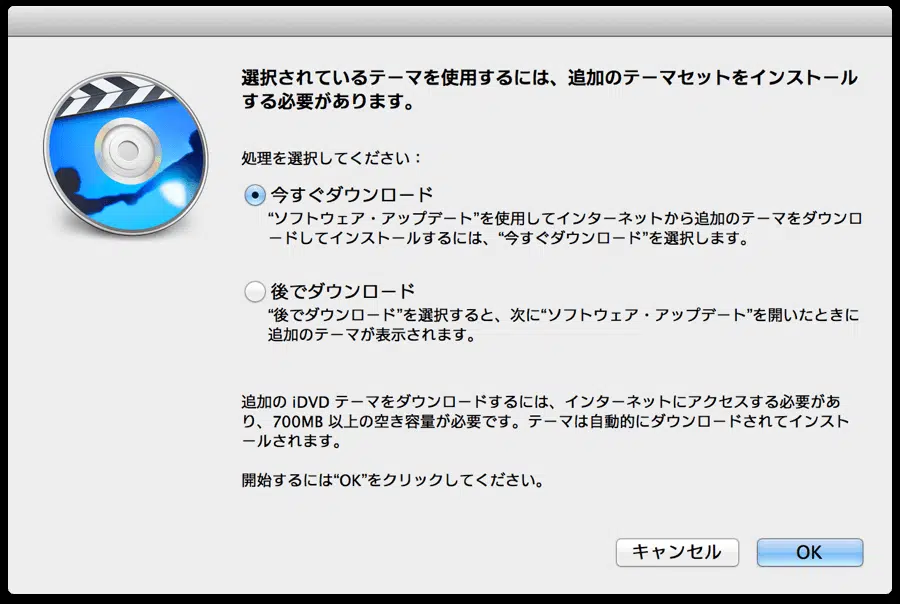 選択されているテーマを使用するには、追加のテーマセットをインストール
する必要があります。
処理を選択してください：
今すぐダウンロード
“ソフトウェア・アップデート”を使用してインターネットから追加のテーマをダウンロ
ードしてインストールするには、“今すぐダウンロード”を選択します。
後でダウンロード
“後でダウンロード”を選択すると、次に“ソフトウェア・アップデート”を開いたときに
追加のテーマが表示されます。
追加の iDVD テーマをダウンロードするには、インターネットにアクセスする必要があ
り、700MB 以上の空き容量が必要です。テーマは自動的にダウンロードされてインスト
ールされます。
開始するには“OK”をクリックしてください。
キャンセル
OK